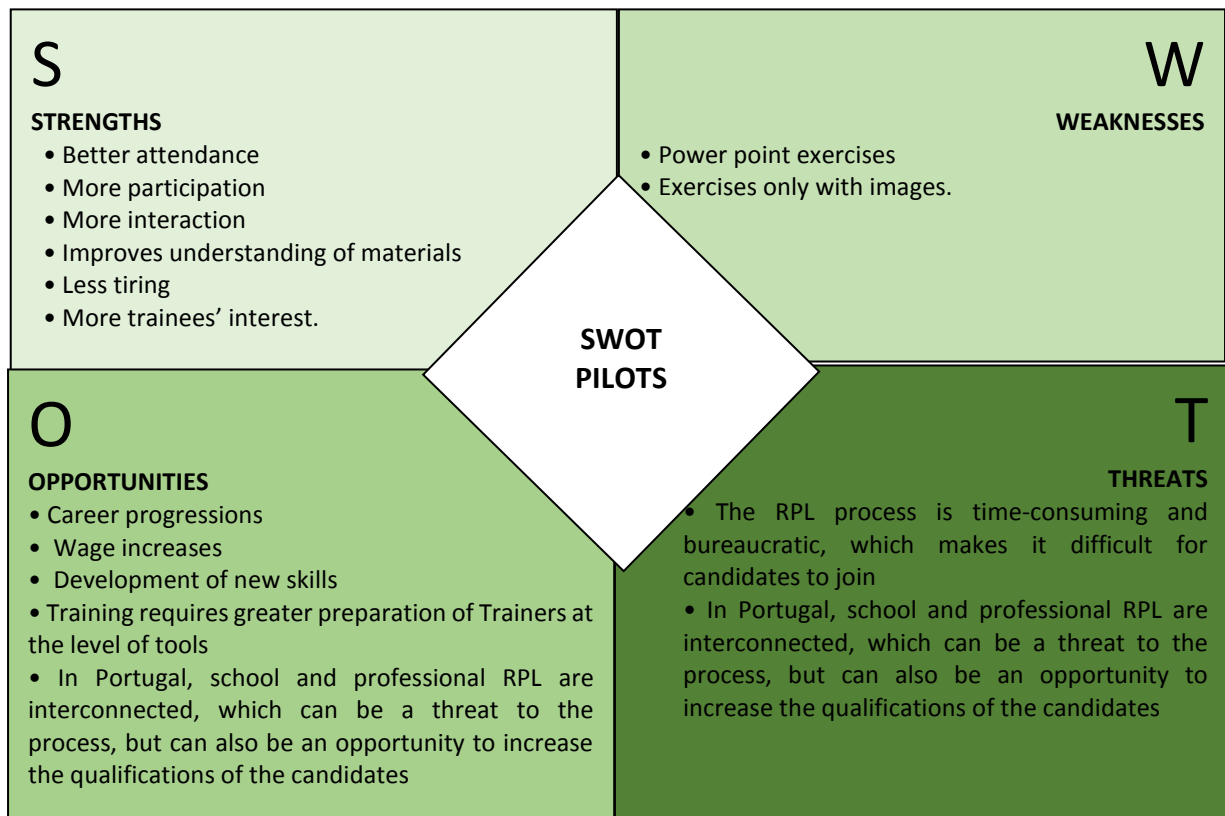 S
STRENGTHS
• Better attendance
• More participation
• More interaction
• Improves understanding of materials
• Less tiring
• More trainees’ interest.
W
WEAKNESSES
• Power point exercises
• Exercises only with images.
SWOT
PILOTS
O
OPPORTUNITIES
• Career progressions
• Wage increases
• Development of new skills
• Training requires greater preparation of Trainers at
the level of tools
• In Portugal, school and professional RPL are
interconnected, which can be a threat to the
process, but can also be an opportunity to increase
the qualifications of the candidates
T
THREATS
• The RPL process is time-consuming and
bureaucratic, which makes it difficult for
candidates to join
• In Portugal, school and professional RPL are
interconnected, which can be a threat to the
process, but can also be an opportunity to
increase the qualifications of the candidates